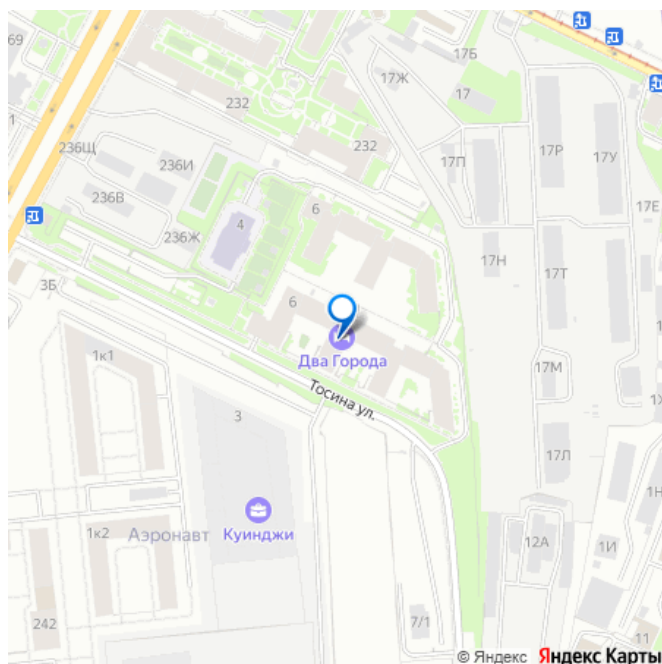 69
17Б
17Ж
17
232
1
236Щ
232
236И
17П
17Р
17У
236В
6
17Е
4
236Ж
17Н
17Т
3Б
6
Два Города
1к1
17М
Тосина ул.
1Х
3
17Л
1Н
Куинджи
1к2
Аэронавт
12А
1И
7/1
242
11
© Яндекс Яндекс Карты